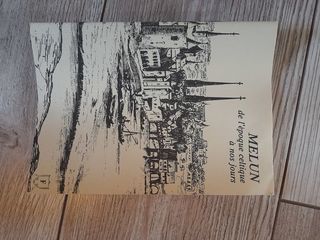 MELUN
de l'époque celtique
à nos jours